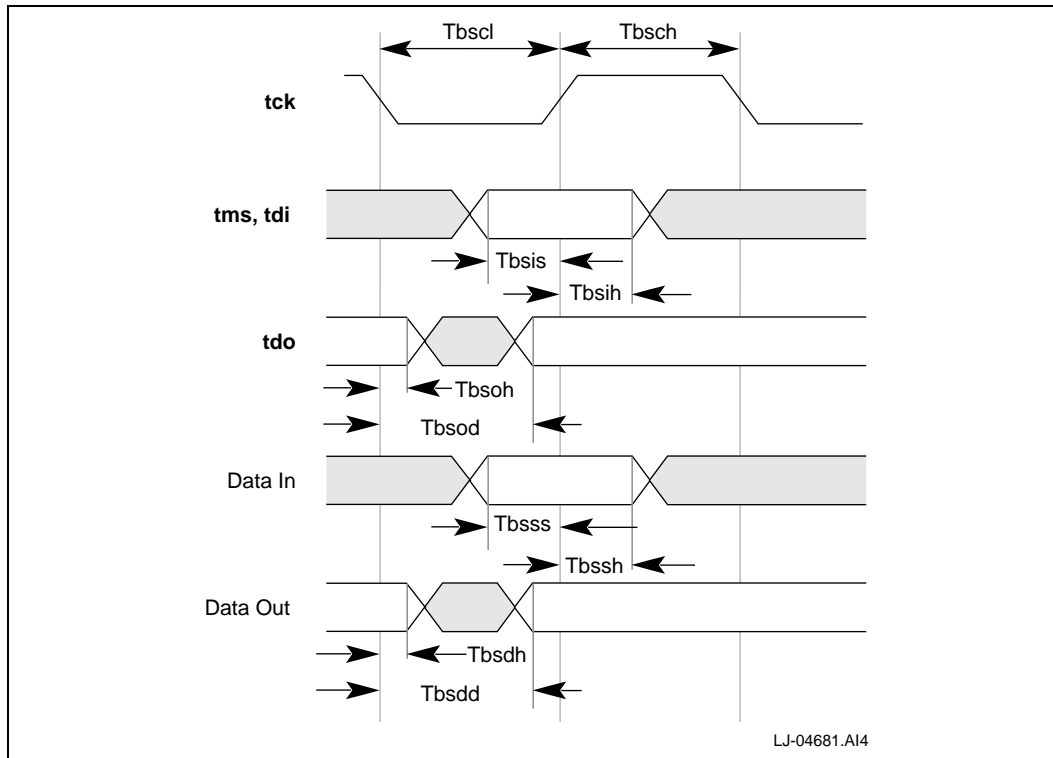 Tbscl Tbsch
tck
tms, tdi
Tbsis
Tbsih
tdo
Tbsoh
Tbsod
Data In
Tbsss
Tbssh
Data Out
Tbsdh
Tbsdd
LJ-04681.AI4